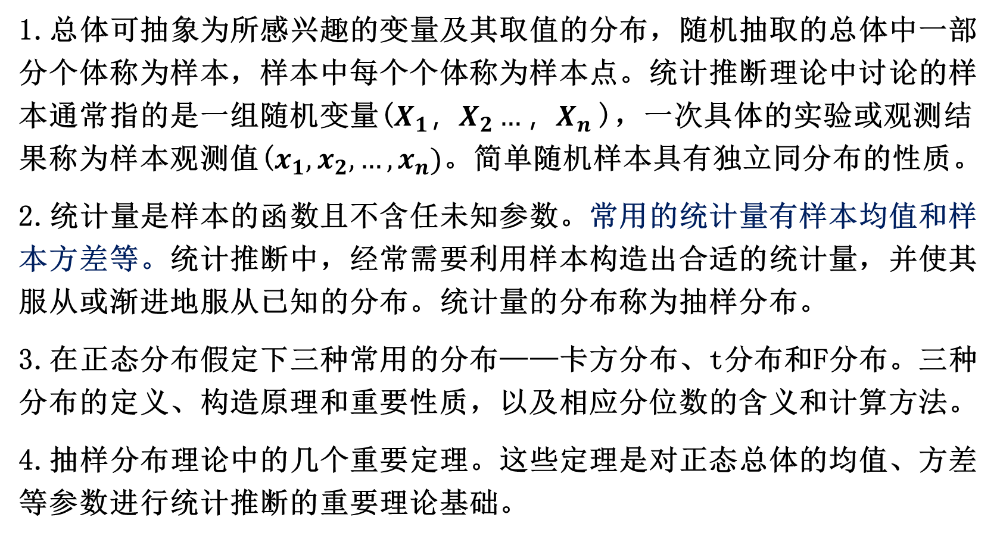 1. 总体可抽象为所感兴趣的变量及其取值的分布，随机抽取的总体中一部
分个体称为样本，样本中每个个体称为样本点。统计推断理论中讨论的样
本通常指的是一组随机变量(X₁, X₂ …, Xₙ )，一次具体的实验或观测结
果称为样本观测值(x₁, x₂, …, xₙ)。简单随机样本具有独立同分布的性质。
2. 统计量是样本的函数且不含任未知参数。常用的统计量有样本均值和样
本方差等。统计推断中，经常需要利用样本构造出合适的统计量，并使其
服从或渐进地服从已知的分布。统计量的分布称为抽样分布。
3. 在正态分布假定下三种常用的分布——卡方分布、t分布和F分布。三种
分布的定义、构造原理和重要性质，以及相应分位数的含义和计算方法。
4. 抽样分布理论中的几个重要定理。这些定理是对正态总体的均值、方差
等参数进行统计推断的重要理论基础。